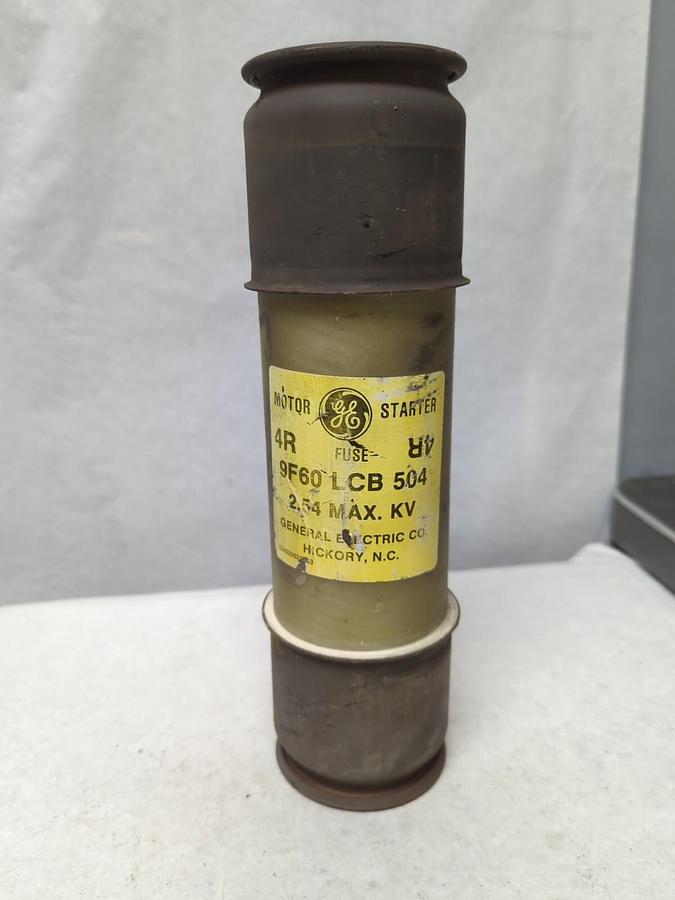 MOTOR GE STARTER
4R FUSE 4R
9F60 LCB 504
2.54 MAX. KV
GENERAL ELECTRIC CO.
HICKORY, N.C.